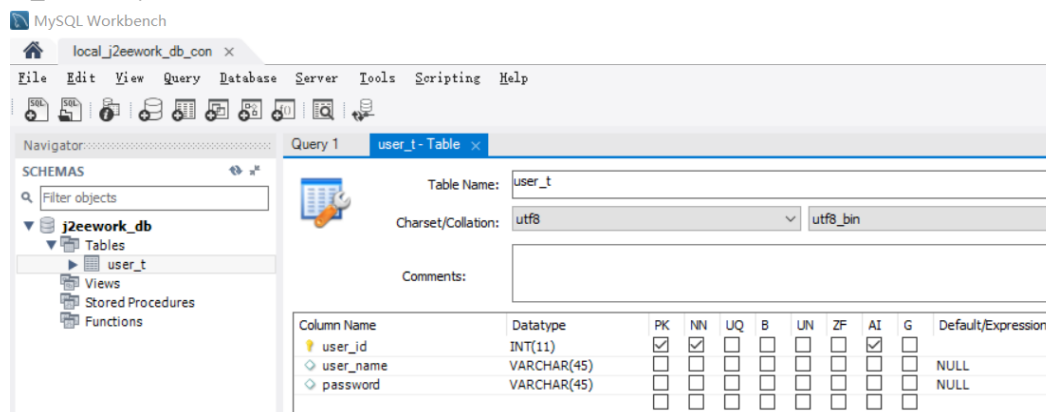 MySQL Workbench
local_j2eework_db_con ×
File Edit View Query Database Server Tools Scripting Help
Navigator
Query 1 user_t - Table ×
SCHEMAS
Filter objects
j2eework_db
Tables
user_t
Views
Stored Procedures
Functions
Table Name: user_t
Charset/Collation: utf8 utf8_bin
Comments:
Column Name Datatype PK NN UQ B UN ZF AI G Default/Expression
user_id INT(11)
user_name VARCHAR(45) NULL
password VARCHAR(45) NULL